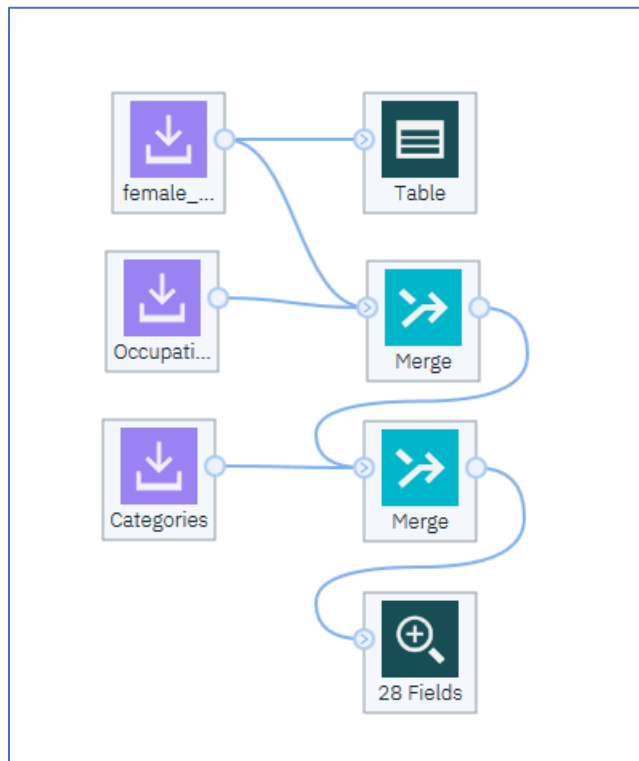 female_...
Table
Occupati...
Merge
Categories
Merge
28 Fields